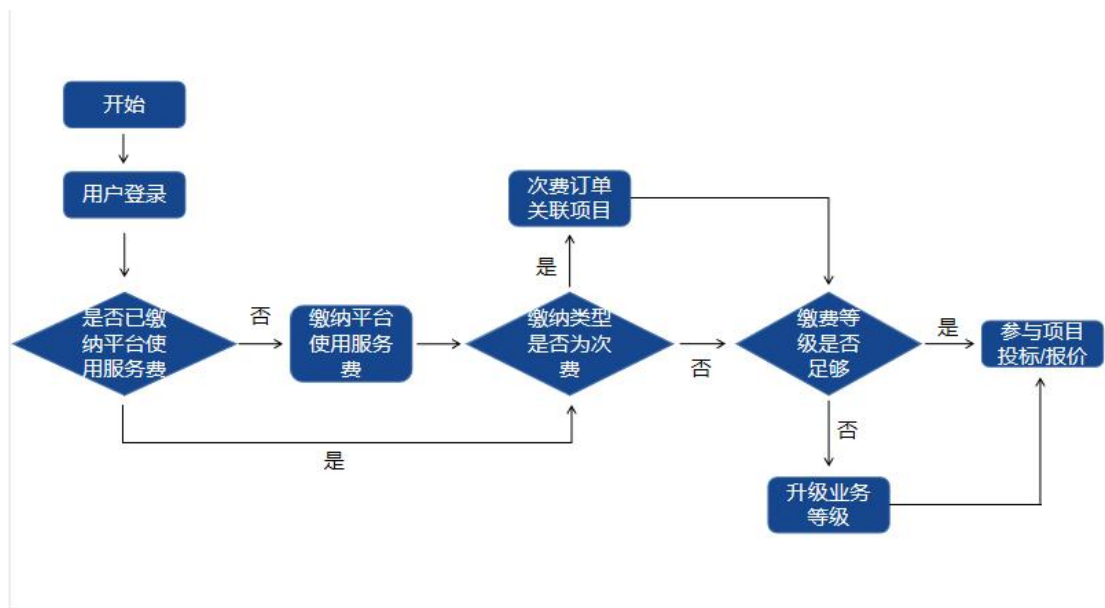 开始
用户登录
是否已缴
纳平台使
用服务费
否
缴纳平台
使用服务
费
是
缴纳类型
是否为次
费
是
次费订单
关联项目
否
缴费等
级是否
足够
是
参与项目
投标/报价
否
升级业务
等级